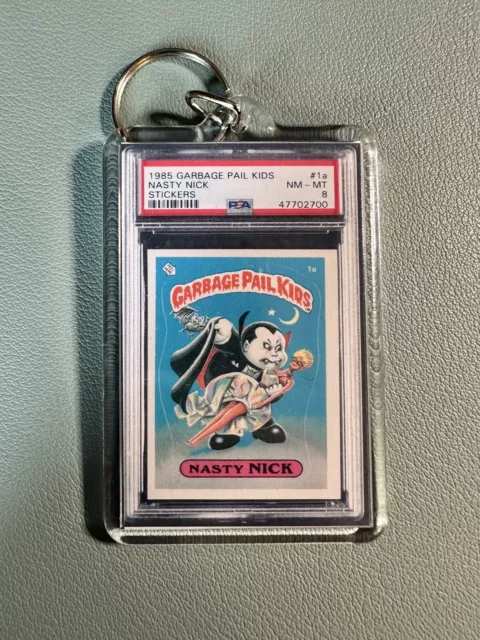 1985 GARBAGE PAIL KIDS #1a
NASTY NICK NM - MT
STICKERS 8
PSA 47702700
1a
GARBAGE PAIL KIDS
NASTY NICK